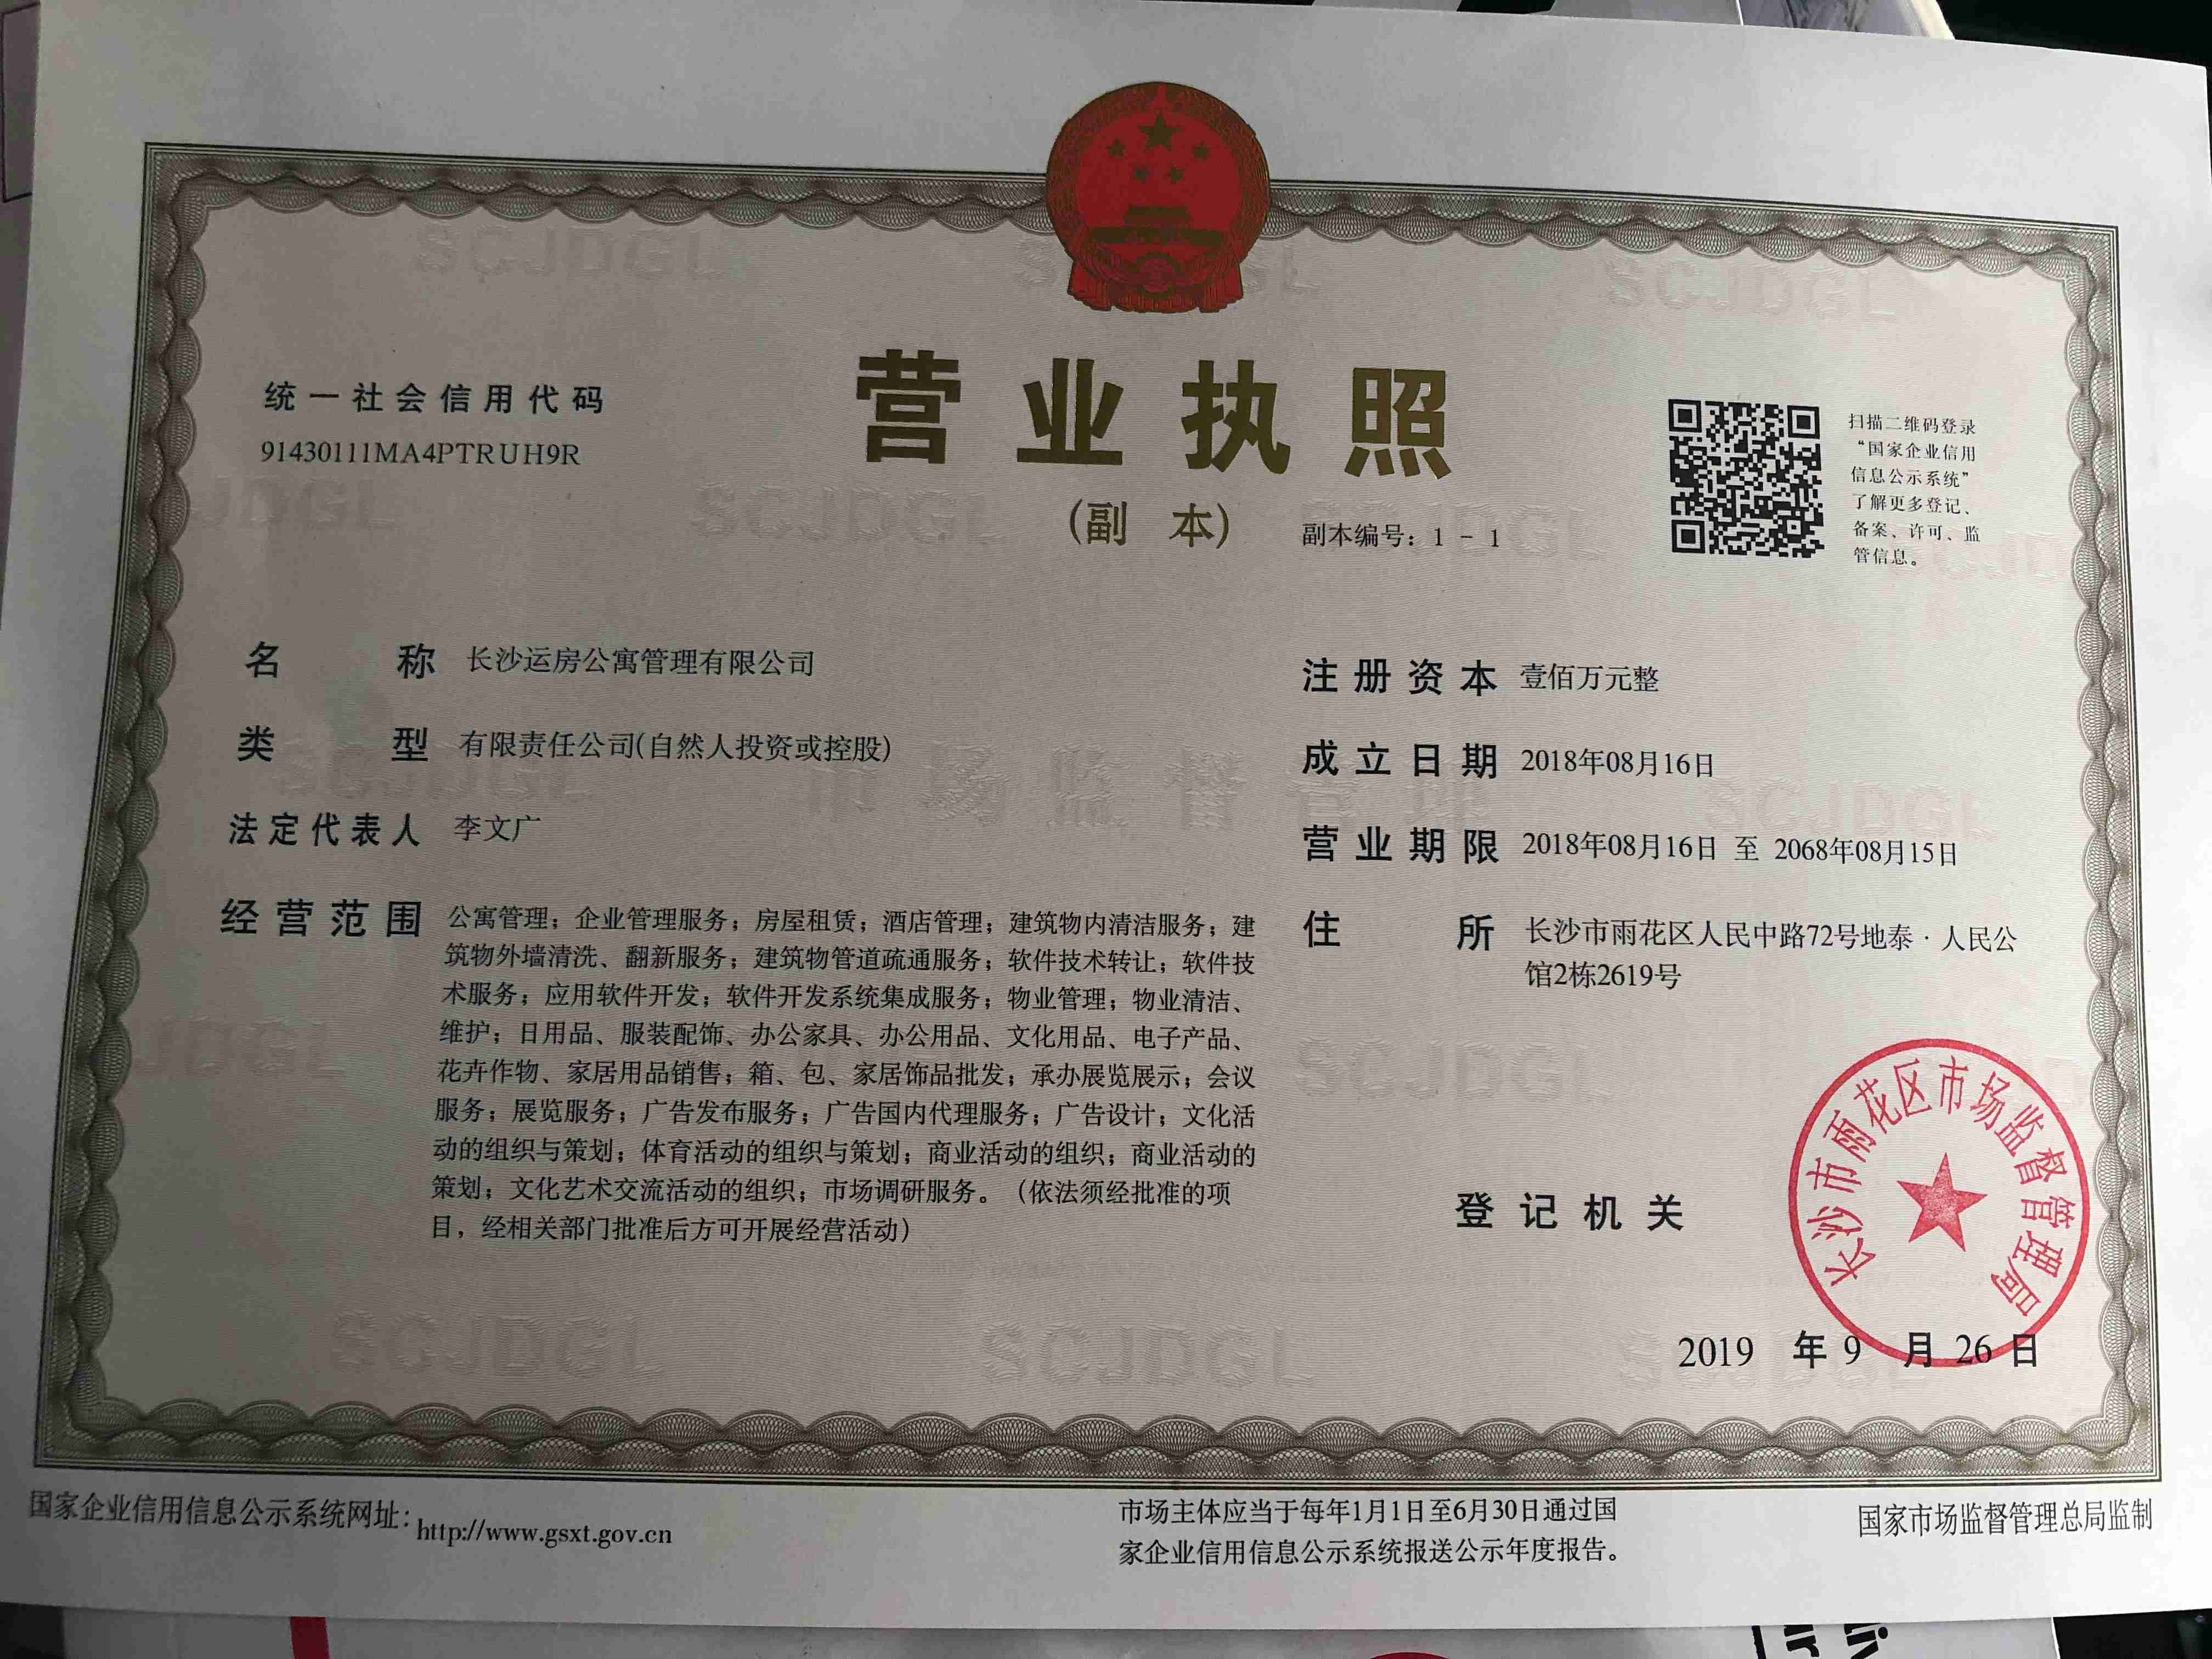 营业执照
(副 本)
副本编号：1 - 1
统一社会信用代码
91430111MA4PTRUH9R
扫描二维码登录
“国家企业信用
信息公示系统”
了解更多登记、
备案、许可、监
管信息。
名 称 长沙运房公寓管理有限公司
类 型 有限责任公司(自然人投资或控股)
法定代表人 李文广
经营范围 公寓管理；企业管理服务；房屋租赁；酒店管理；建筑物内清洁服务；建
筑物外墙清洗、翻新服务；建筑物管道疏通服务；软件技术转让；软件技
术服务；应用软件开发；软件开发系统集成服务；物业管理；物业清洁、
维护；日用品、服装配饰、办公家具、办公用品、文化用品、电子产品、
花卉作物、家居用品销售；箱、包、家居饰品批发；承办展览展示；会议
服务；展览服务；广告发布服务；广告国内代理服务；广告设计；文化活
动的组织与策划；体育活动的组织与策划；商业活动的组织；商业活动的
策划；文化艺术交流活动的组织；市场调研服务。（依法须经批准的项
目，经相关部门批准后方可开展经营活动）
注册资本 壹佰万元整
成立日期 2018年08月16日
营业期限 2018年08月16日 至 2068年08月15日
住 所 长沙市雨花区人民中路72号地泰·人民公
馆2栋2619号
登记机关
长沙市雨花区市场监督管理局
2019 年 9 月 26 日
国家企业信用信息公示系统网址：http://www.gsxt.gov.cn
市场主体应当于每年1月1日至6月30日通过国
家企业信用信息公示系统报送公示年度报告。
国家市场监督管理总局监制
SCJDGL
市场监督管理